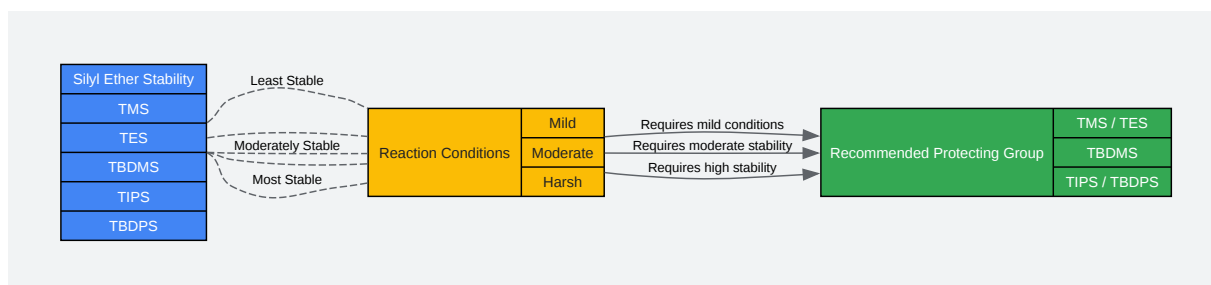 Silyl Ether Stability
TMS
TES
TBDMS
TIPS
TBDPS
Least Stable
Moderately Stable
Most Stable
Reaction Conditions
Mild
Moderate
Harsh
Requires mild conditions
Requires moderate stability
Requires high stability
Recommended Protecting Group
TMS / TES
TBDMS
TIPS / TBDPS